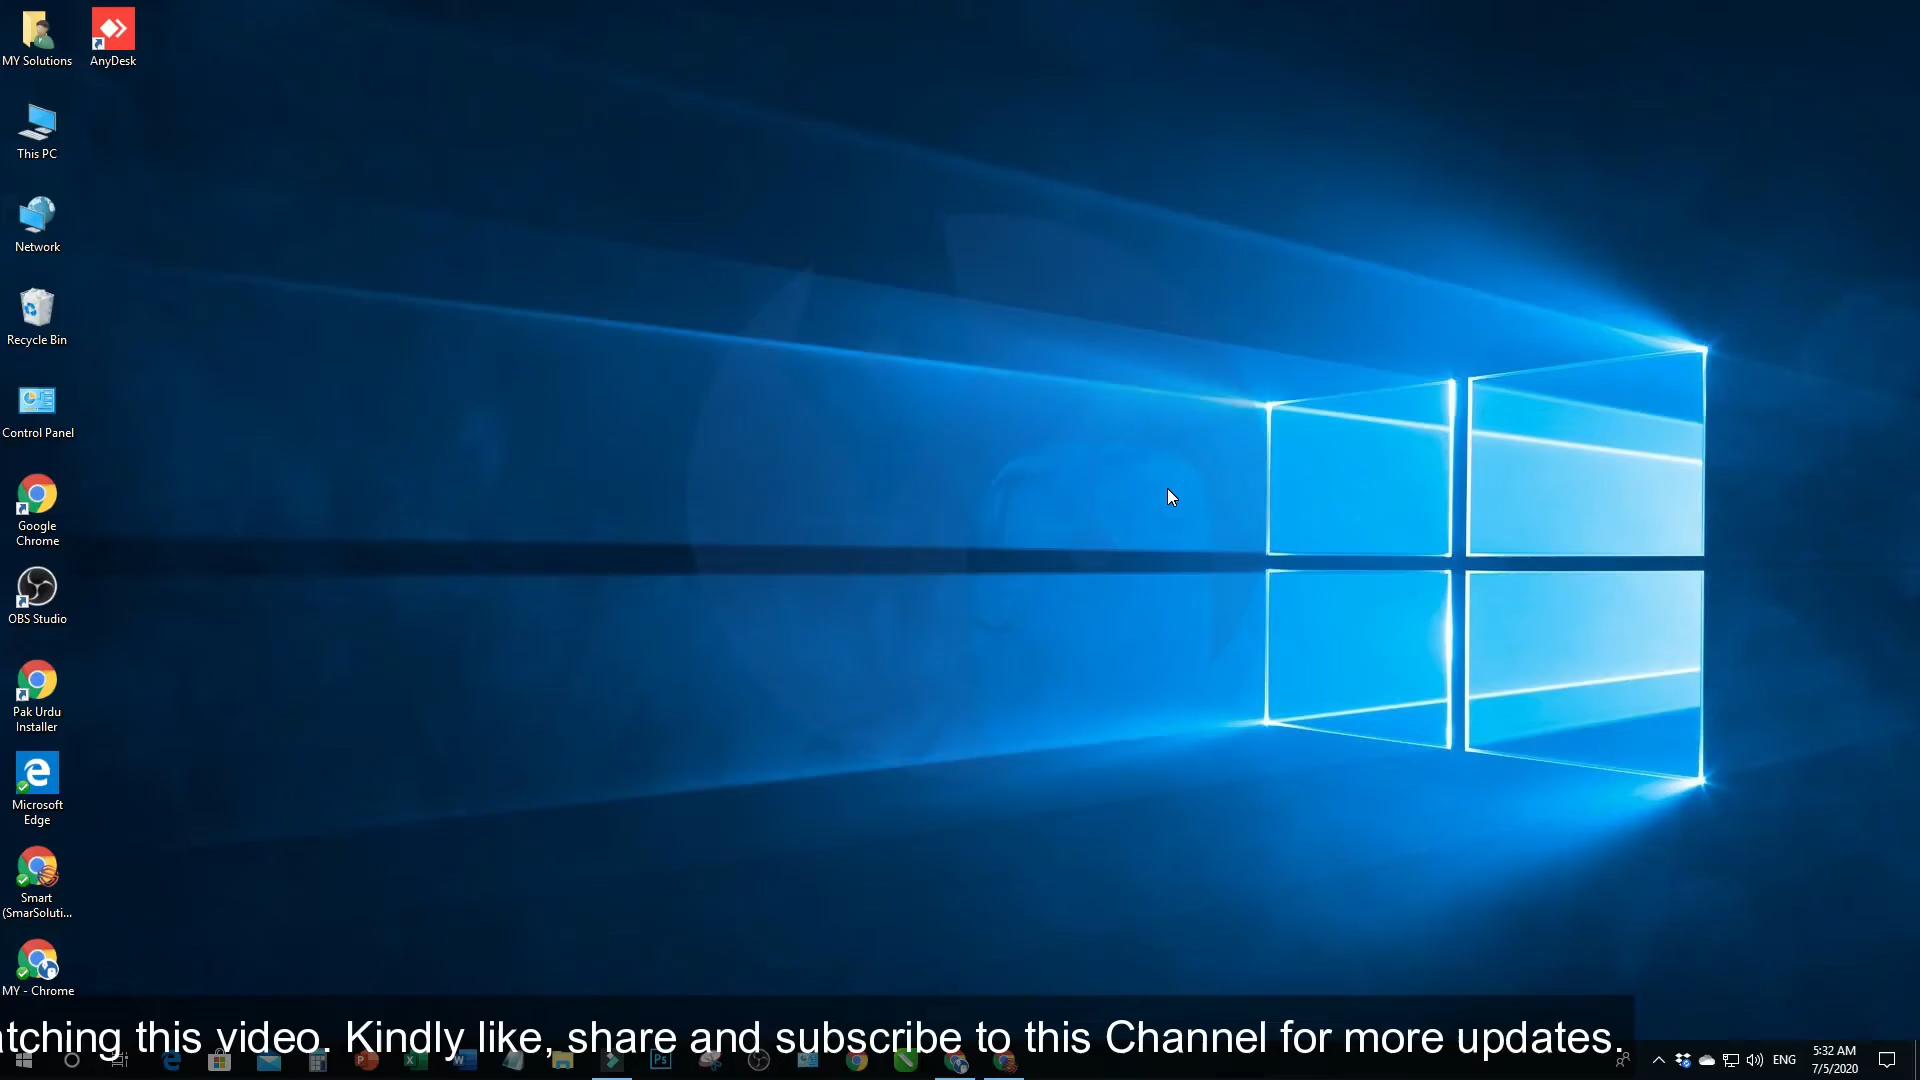 MY Solutions
AnyDesk
This PC
Network
Recycle Bin
Control Panel
Google
Chrome
OBS Studio
Pak Urdu
Installer
Microsoft
Edge
Smart
(SmarSoluti...
MY - Chrome
tching this video. Kindly like, share and subscribe to this Channel for more updates.
ENG
5:32 AM
7/5/2020